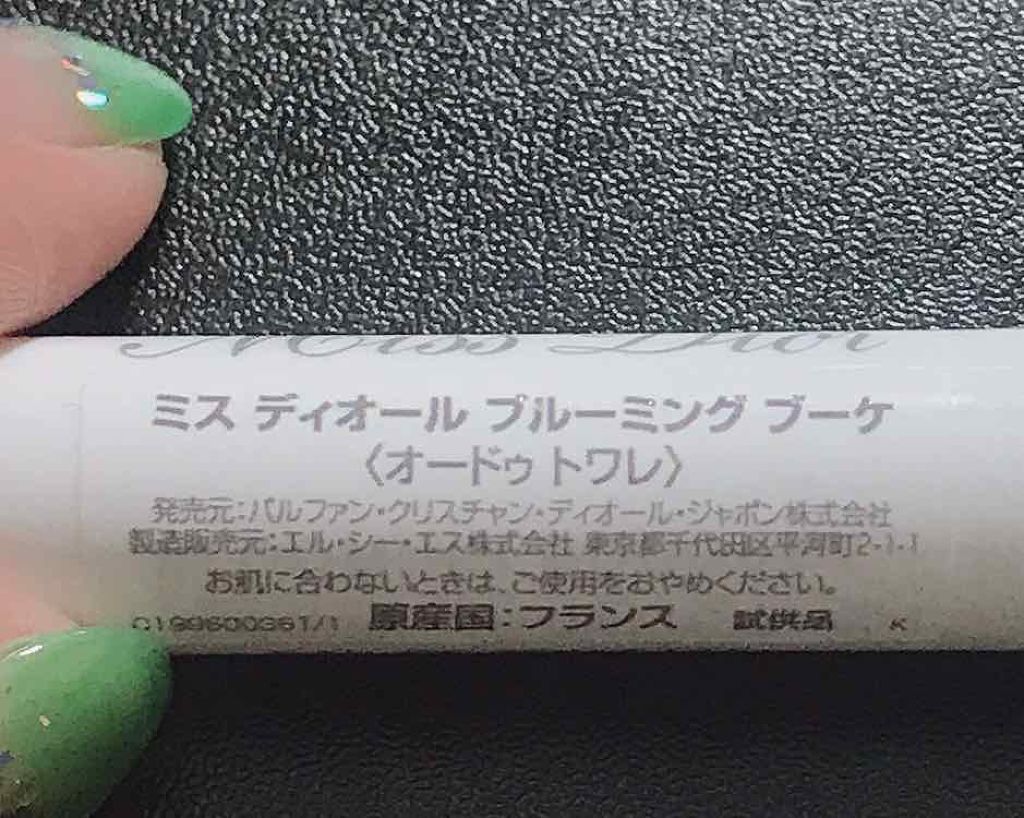 Miss Dior
ミス ディオール ブルーミング ブーケ
〈オードゥ トワレ〉
発売元:パルファン・クリスチャン・ディオール・ジャポン株式会社
製造販売元:エル・シー・エス株式会社 東京都千代田区平河町2-1-1
お肌に合わないときは、ご使用をおやめください。
C199600361/1 原産国:フランス 試供品 K